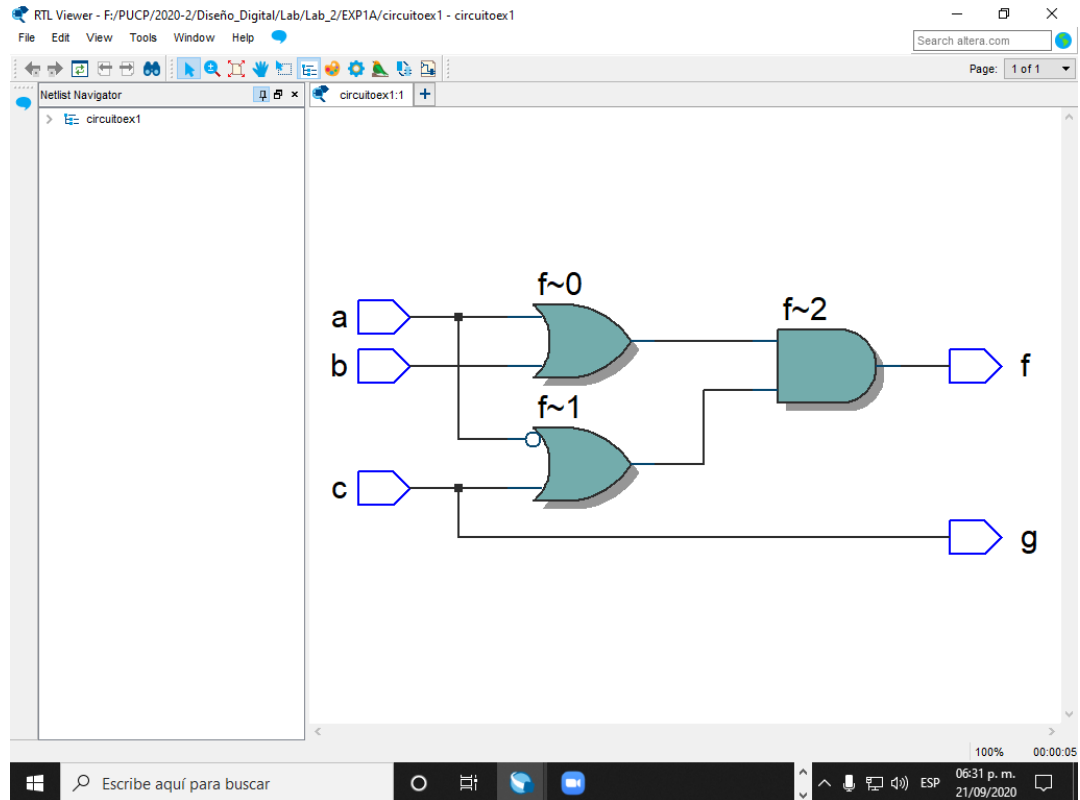 RTL Viewer - F:/PUCP/2020-2/Diseño_Digital/Lab/Lab_2/EXP1A/circuitoex1 - circuitoex1
File Edit View Tools Window Help
Search altera.com
Page: 1 of 1
Netlist Navigator
circuitoex1:1
circuitoex1
f~0
a
b
f~2
f
f~1
c
g
100% 00:00:05
Escribe aquí para buscar
ESP
06:31 p. m.
21/09/2020